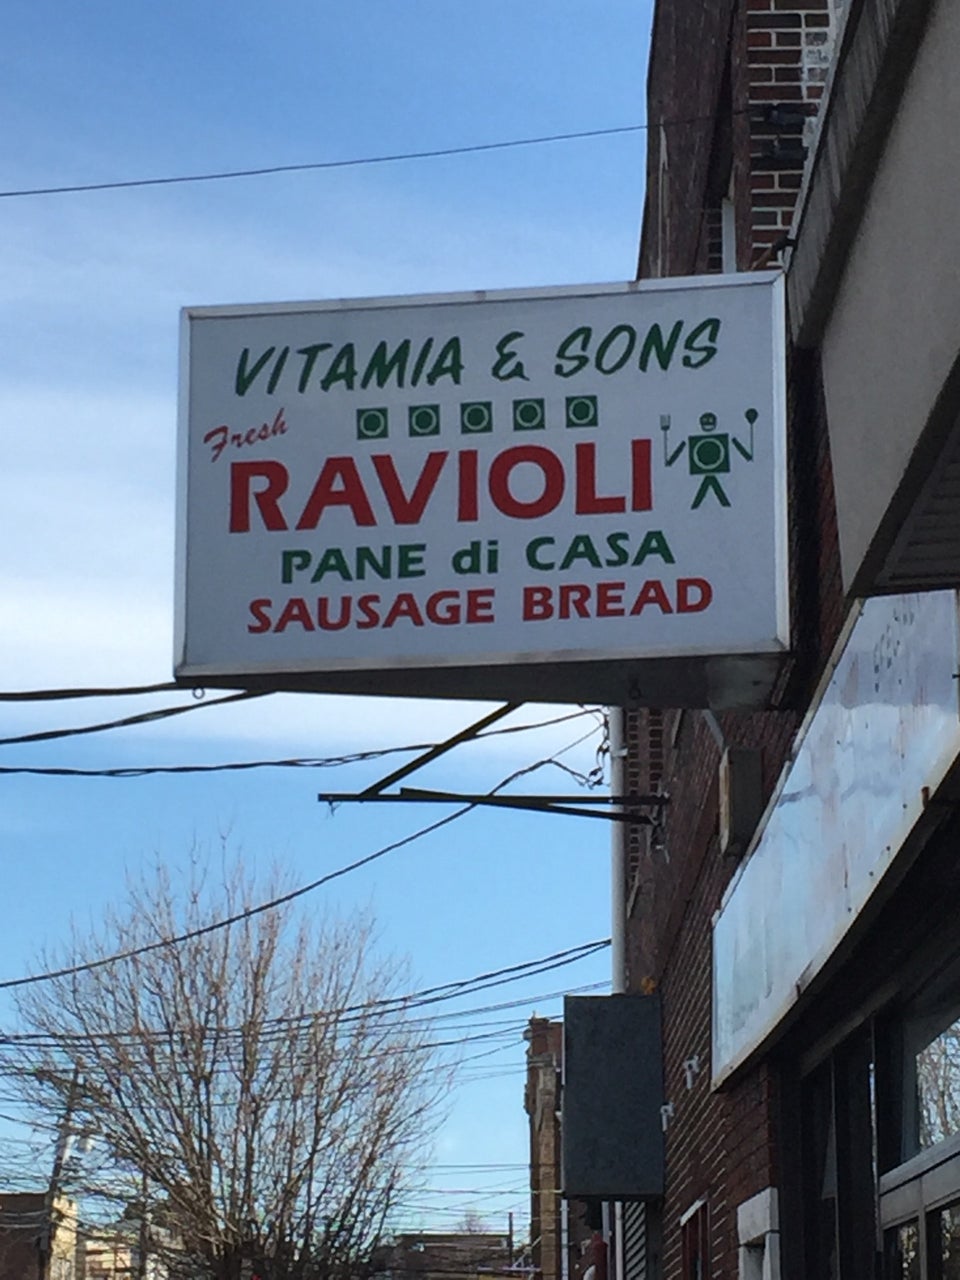 VITAMIA & SONS
Fresh
RAVIOLI
PANE di CASA
SAUSAGE BREAD